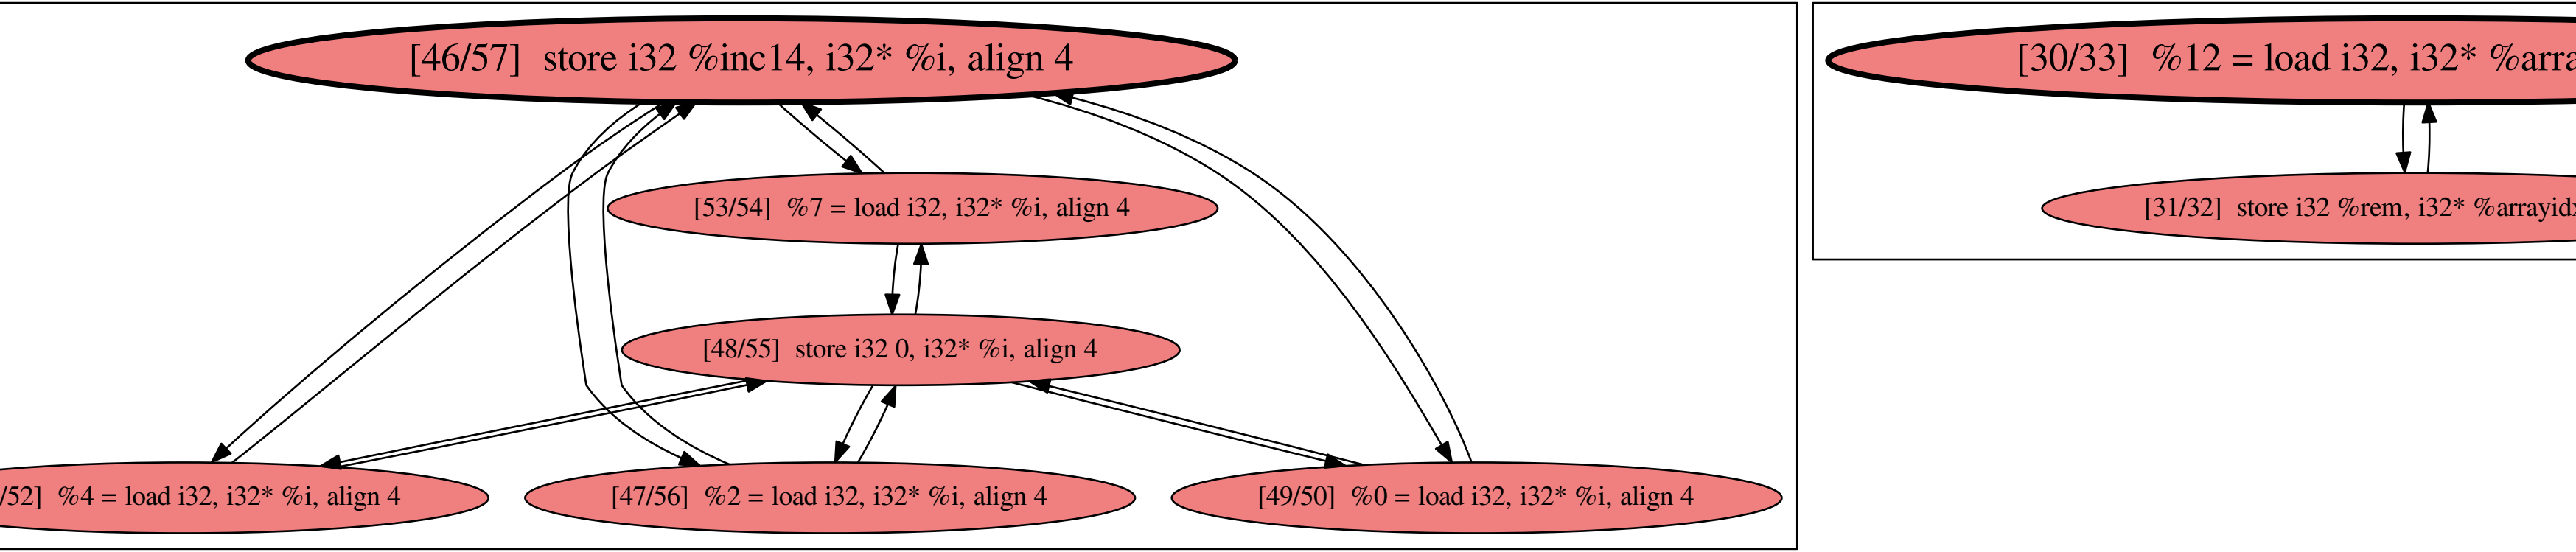 [46/57] store i32 %inc14, i32* %i, align 4
[30/33] %12 = load i32, i32*
[53/54] %7 = load i32, i32* %i, align 4
[31/32] store i32 %rem, i32*
[48/55] store i32 0, i32* %i, align 4
/52] %4 = load i32, i32* %i, align 4
[47/56] %2 = load i32, i32* %i, align 4
[49/50] %0 = load i32, i32* %i, align 4